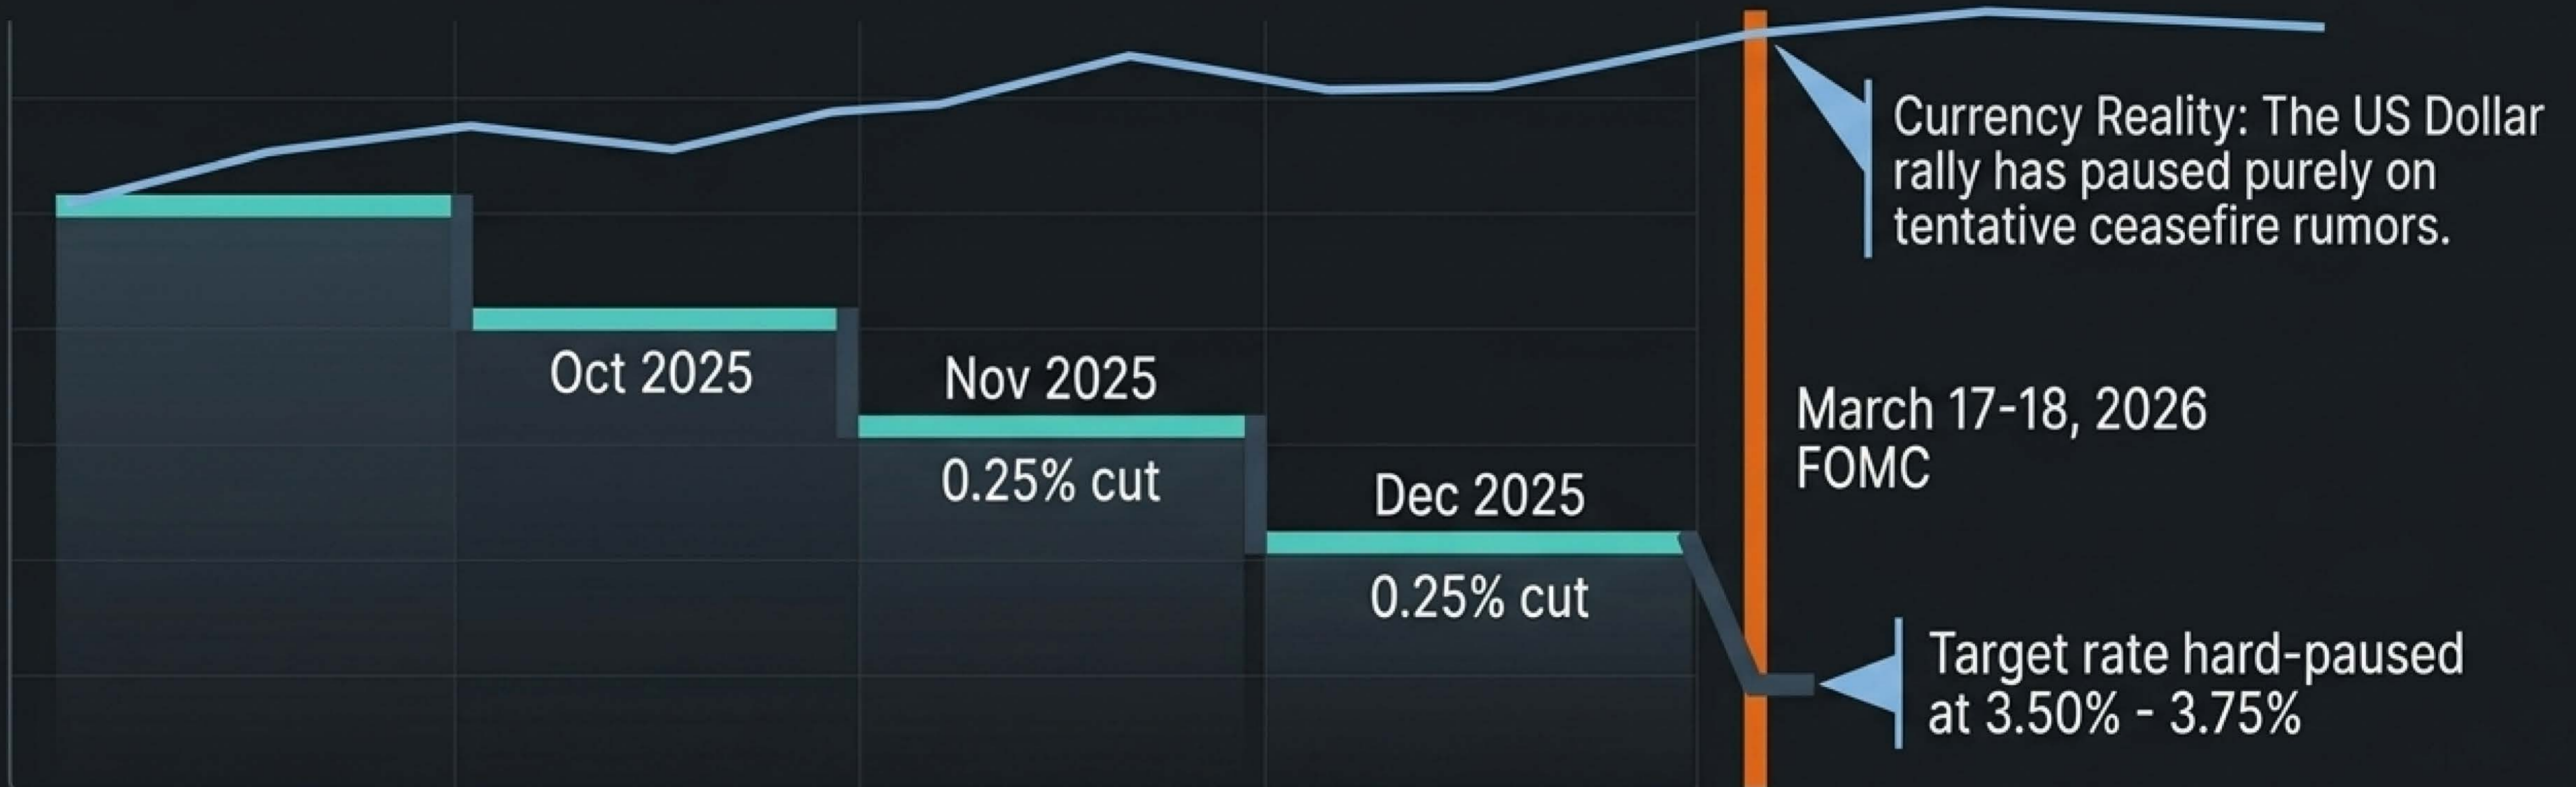 Currency Reality: The US Dollar
rally has paused purely on
tentative ceasefire rumors.
Oct 2025
Nov 2025
0.25% cut
Dec 2025
0.25% cut
March 17-18, 2026
FOMC
Target rate hard-paused
at 3.50% - 3.75%